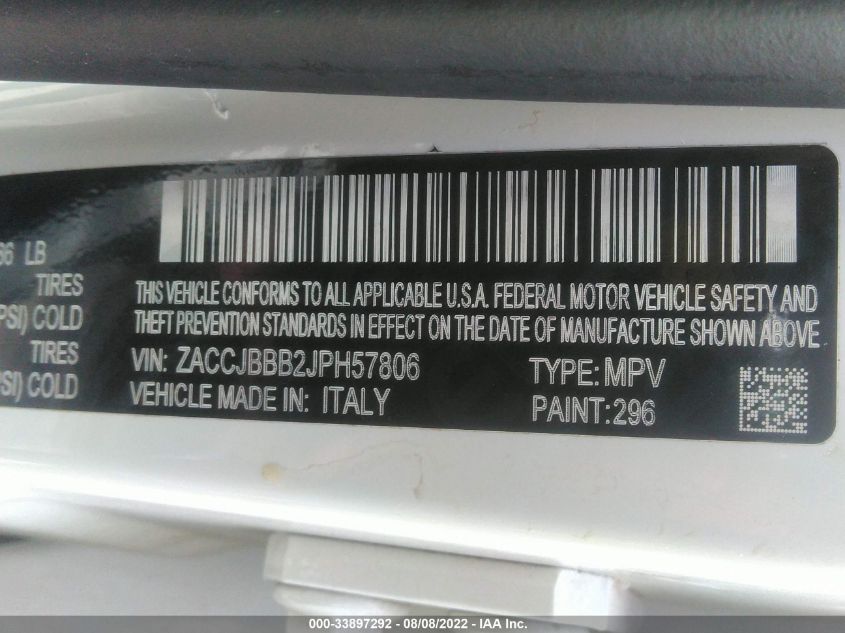 66 LB
TIRES
PSI) COLD
TIRES
SI) COLD
THIS VEHICLE CONFORMS TO ALL APPLICABLE U.S.A. FEDERAL MOTOR VEHICLE SAFETY AND
THEFT PREVENTION STANDARDS IN EFFECT ON THE DATE OF MANUFACTURE SHOWN ABOVE.
VIN: ZACCJBBB2JPH57806 TYPE: MPV
VEHICLE MADE IN: ITALY PAINT: 296
000-33897292 - 08/08/2022 - IAA Inc.